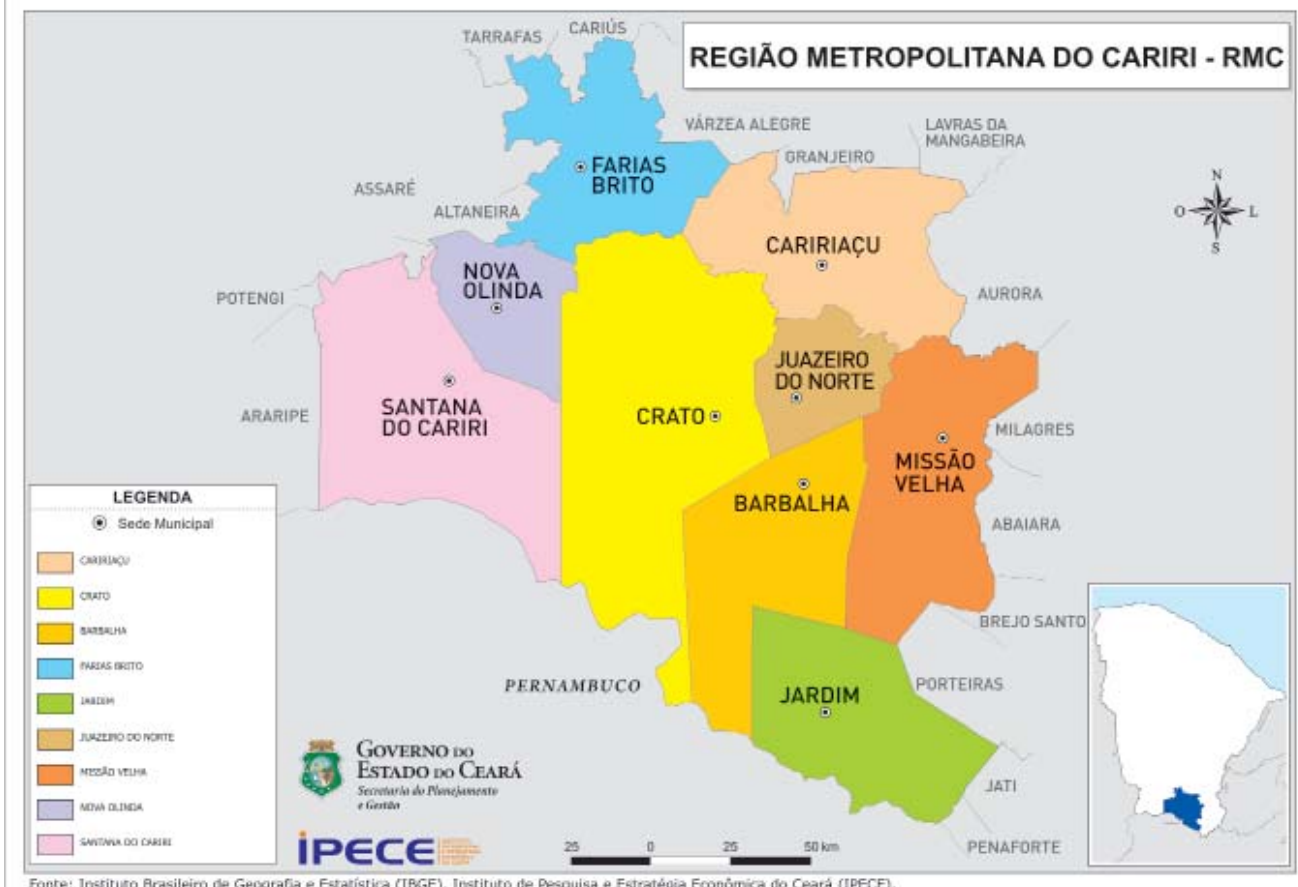 REGIÃO METROPOLITANA DO CARIRI - RMC
TARRAFAS
CARIÚS
VÁRZEA ALEGRE
LAVRAS DA
MANGABEIRA
GRANJEIRO
FARIAS
BRITO
ASSARÉ
ALTANEIRA
N
O
L
S
CARIRIAÇU
NOVA
OLINDA
POTENGI
AURORA
JUAZEIRO
DO NORTE
SANTANA
DO CARIRI
ARARIPE
CRATO
MILAGRES
MISSÃO
VELHA
BARBALHA
ABAIARA
BREJO SANTO
PERNAMBUCO
JARDIM
PORTEIRAS
JATI
PENAFORTE
LEGENDA
Sede Municipal
CARIRIAÇU
CRATO
BARBALHA
FARIAS BRITO
JARDIM
JUAZEIRO DO NORTE
MISSÃO VELHA
NOVA OLINDA
SANTANA DO CARIRI
GOVERNO DO
ESTADO DO CEARÁ
Secretaria do Planejamento
e Gestão
IPECE
25 0 25 50 km
Fonte: Instituto Brasileiro de Geografia e Estatística (IBGE), Instituto de Pesquisa e Estratégia Econômica do Ceará (IPECE).